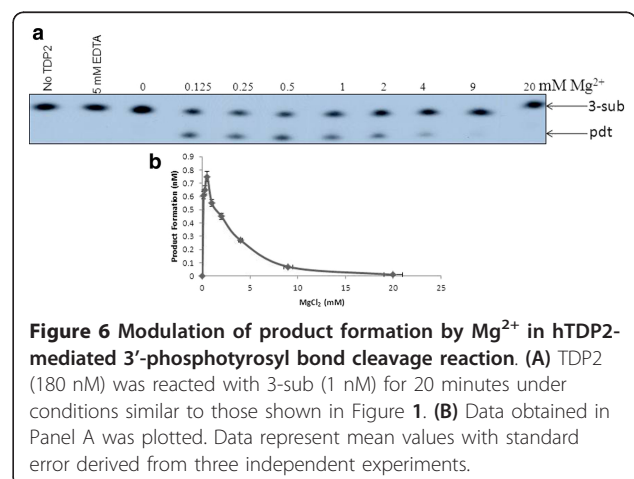 a
No TDP2
5 mM EDTA
0 0.125 0.25 0.5 1 2 4 9 20 mM Mg²⁺
3-sub
pdt
b
Product Formation (nM)
0.9
0.8
0.7
0.6
0.5
0.4
0.3
0.2
0.1
0
0 5 10 15 20 25
MgCl₂ (mM)
Figure 6 Modulation of product formation by Mg²⁺ in hTDP2-
mediated 3′-phosphotyrosyl bond cleavage reaction. (A) TDP2
(180 nM) was reacted with 3-sub (1 nM) for 20 minutes under
conditions similar to those shown in Figure 1. (B) Data obtained in
Panel A was plotted. Data represent mean values with standard
error derived from three independent experiments.